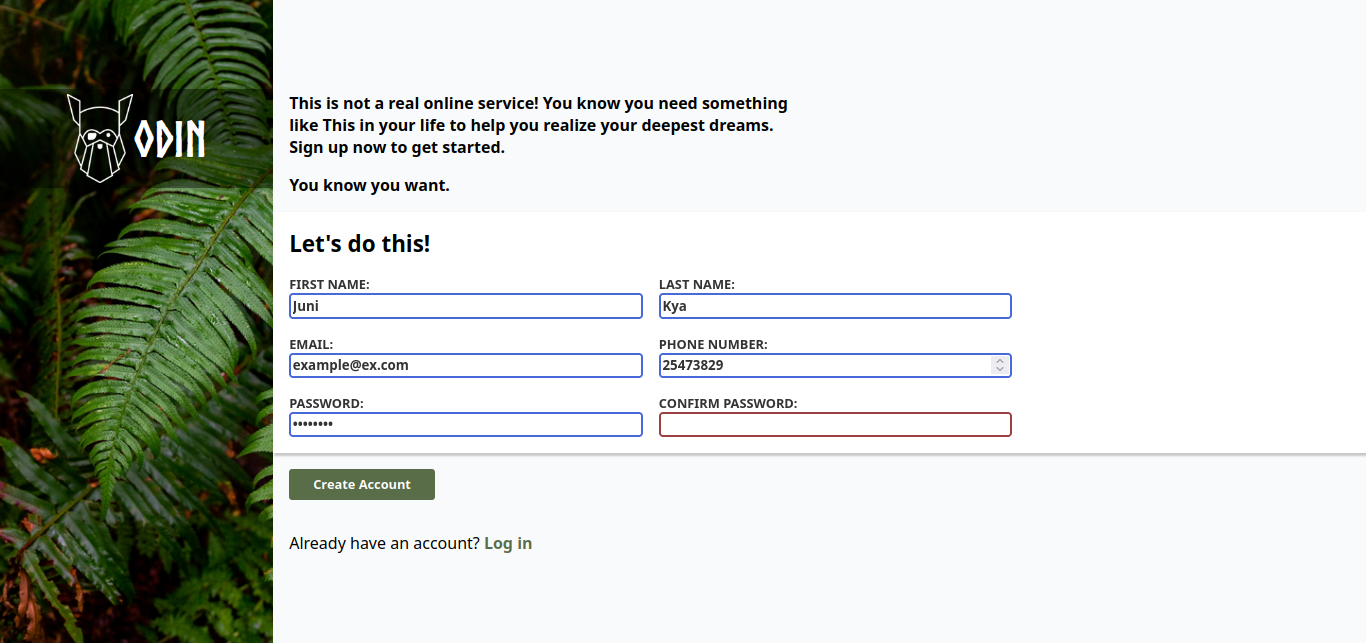 ODIN
This is not a real online service! You know you need something
like This in your life to help you realize your deepest dreams.
Sign up now to get started.
You know you want.
Let's do this!
FIRST NAME: LAST NAME:
Juni Kya
EMAIL: PHONE NUMBER:
example@ex.com 25473829
PASSWORD: CONFIRM PASSWORD:
••••••••
Create Account
Already have an account? Log in